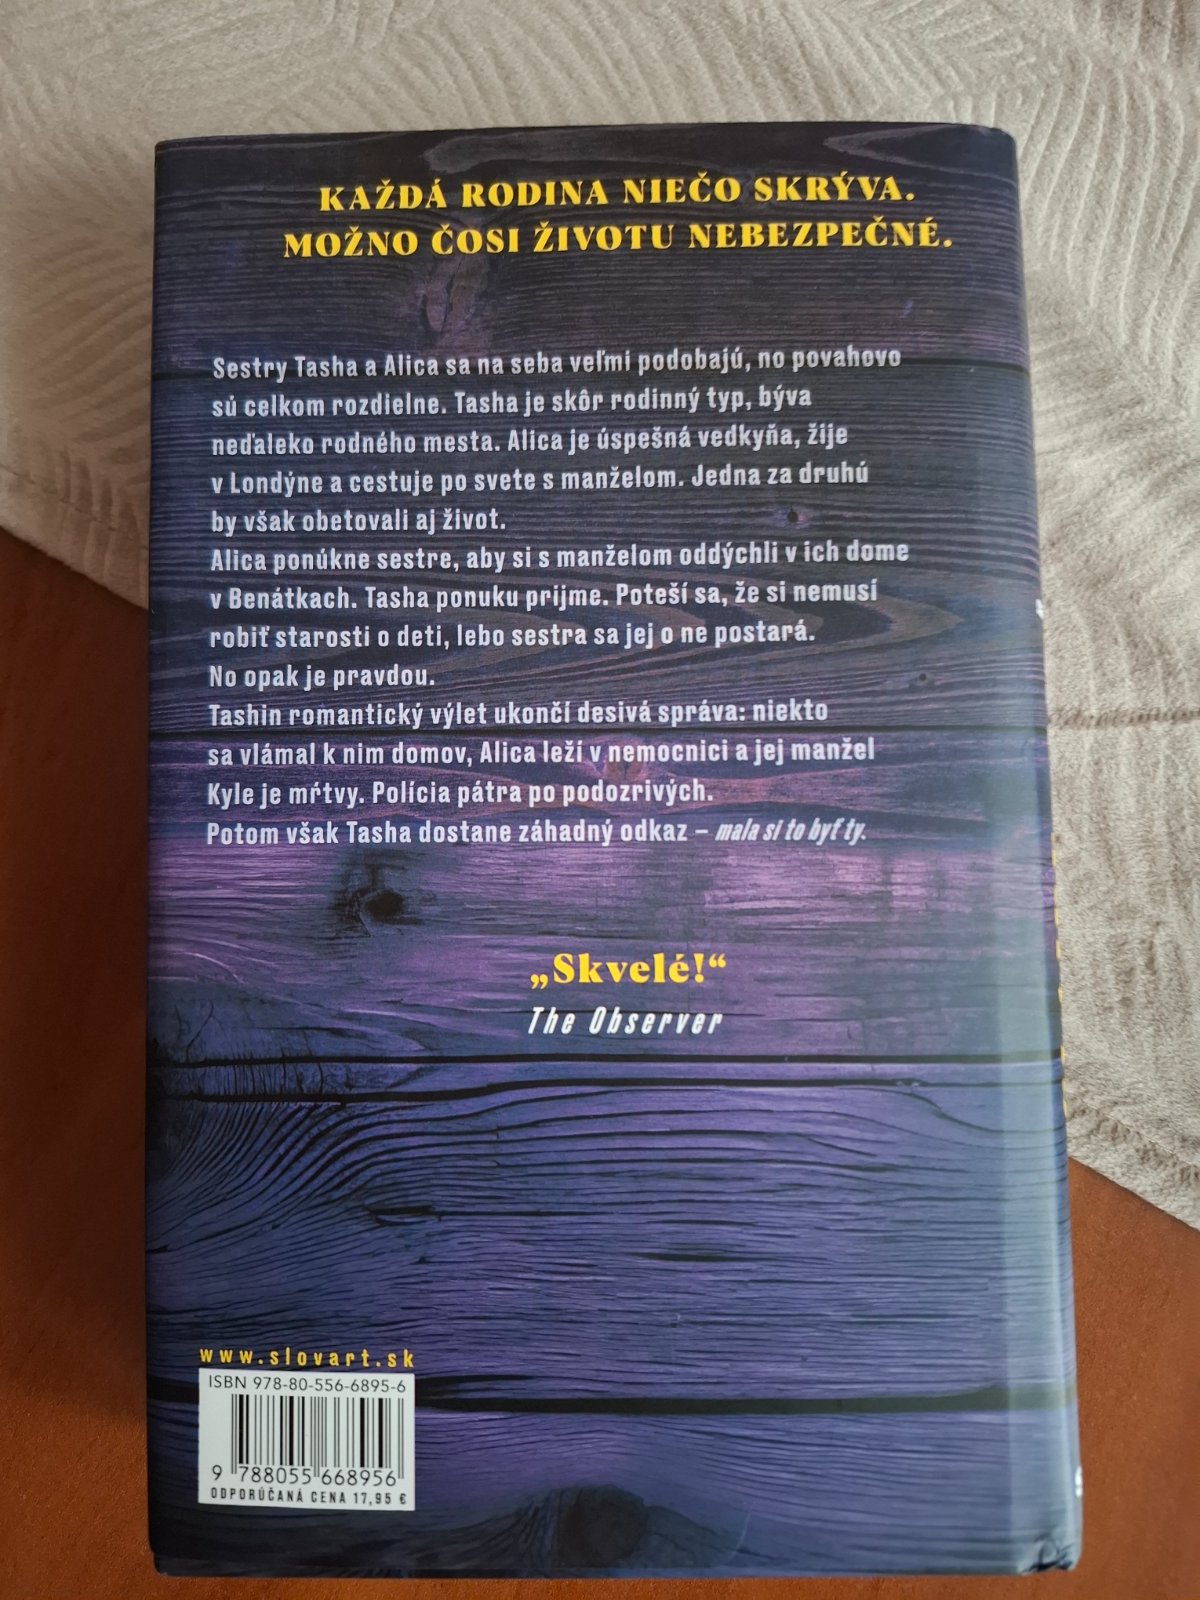 KAŽDÁ RODINA NIEČO SKRÝVA.
MOŽNO ČOSI ŽIVOTU NEBEZPEČNÉ.
Sestry Tasha a Alica sa na seba veľmi podobajú, no povahovo
sú celkom rozdielne. Tasha je skôr rodinný typ, býva
neďaleko rodného mesta. Alica je úspešná vedkyňa, žije
v Londýne a cestuje po svete s manželom. Jedna za druhú
by však obetovali aj život.
Alica ponúkne sestre, aby si s manželom oddýchli v ich dome
v Benátkach. Tasha ponuku prijme. Poteší sa, že si nemusí
robiť starosti o deti, lebo sestra sa jej o ne postará.
No opak je pravdou.
Tashin romantický výlet ukončí desivá správa: niekto
sa vlámal k nim domov, Alica leží v nemocnici a jej manžel
Kyle je mŕtvy. Polícia pátra po podozrivých.
Potom však Tasha dostane záhadný odkaz – mala si to byť ty.
„Skvelé!“
The Observer
www.slovart.sk
ISBN 978-80-556-6895-6
9 788055 668956
ODPORÚČANÁ CENA 17,95 €